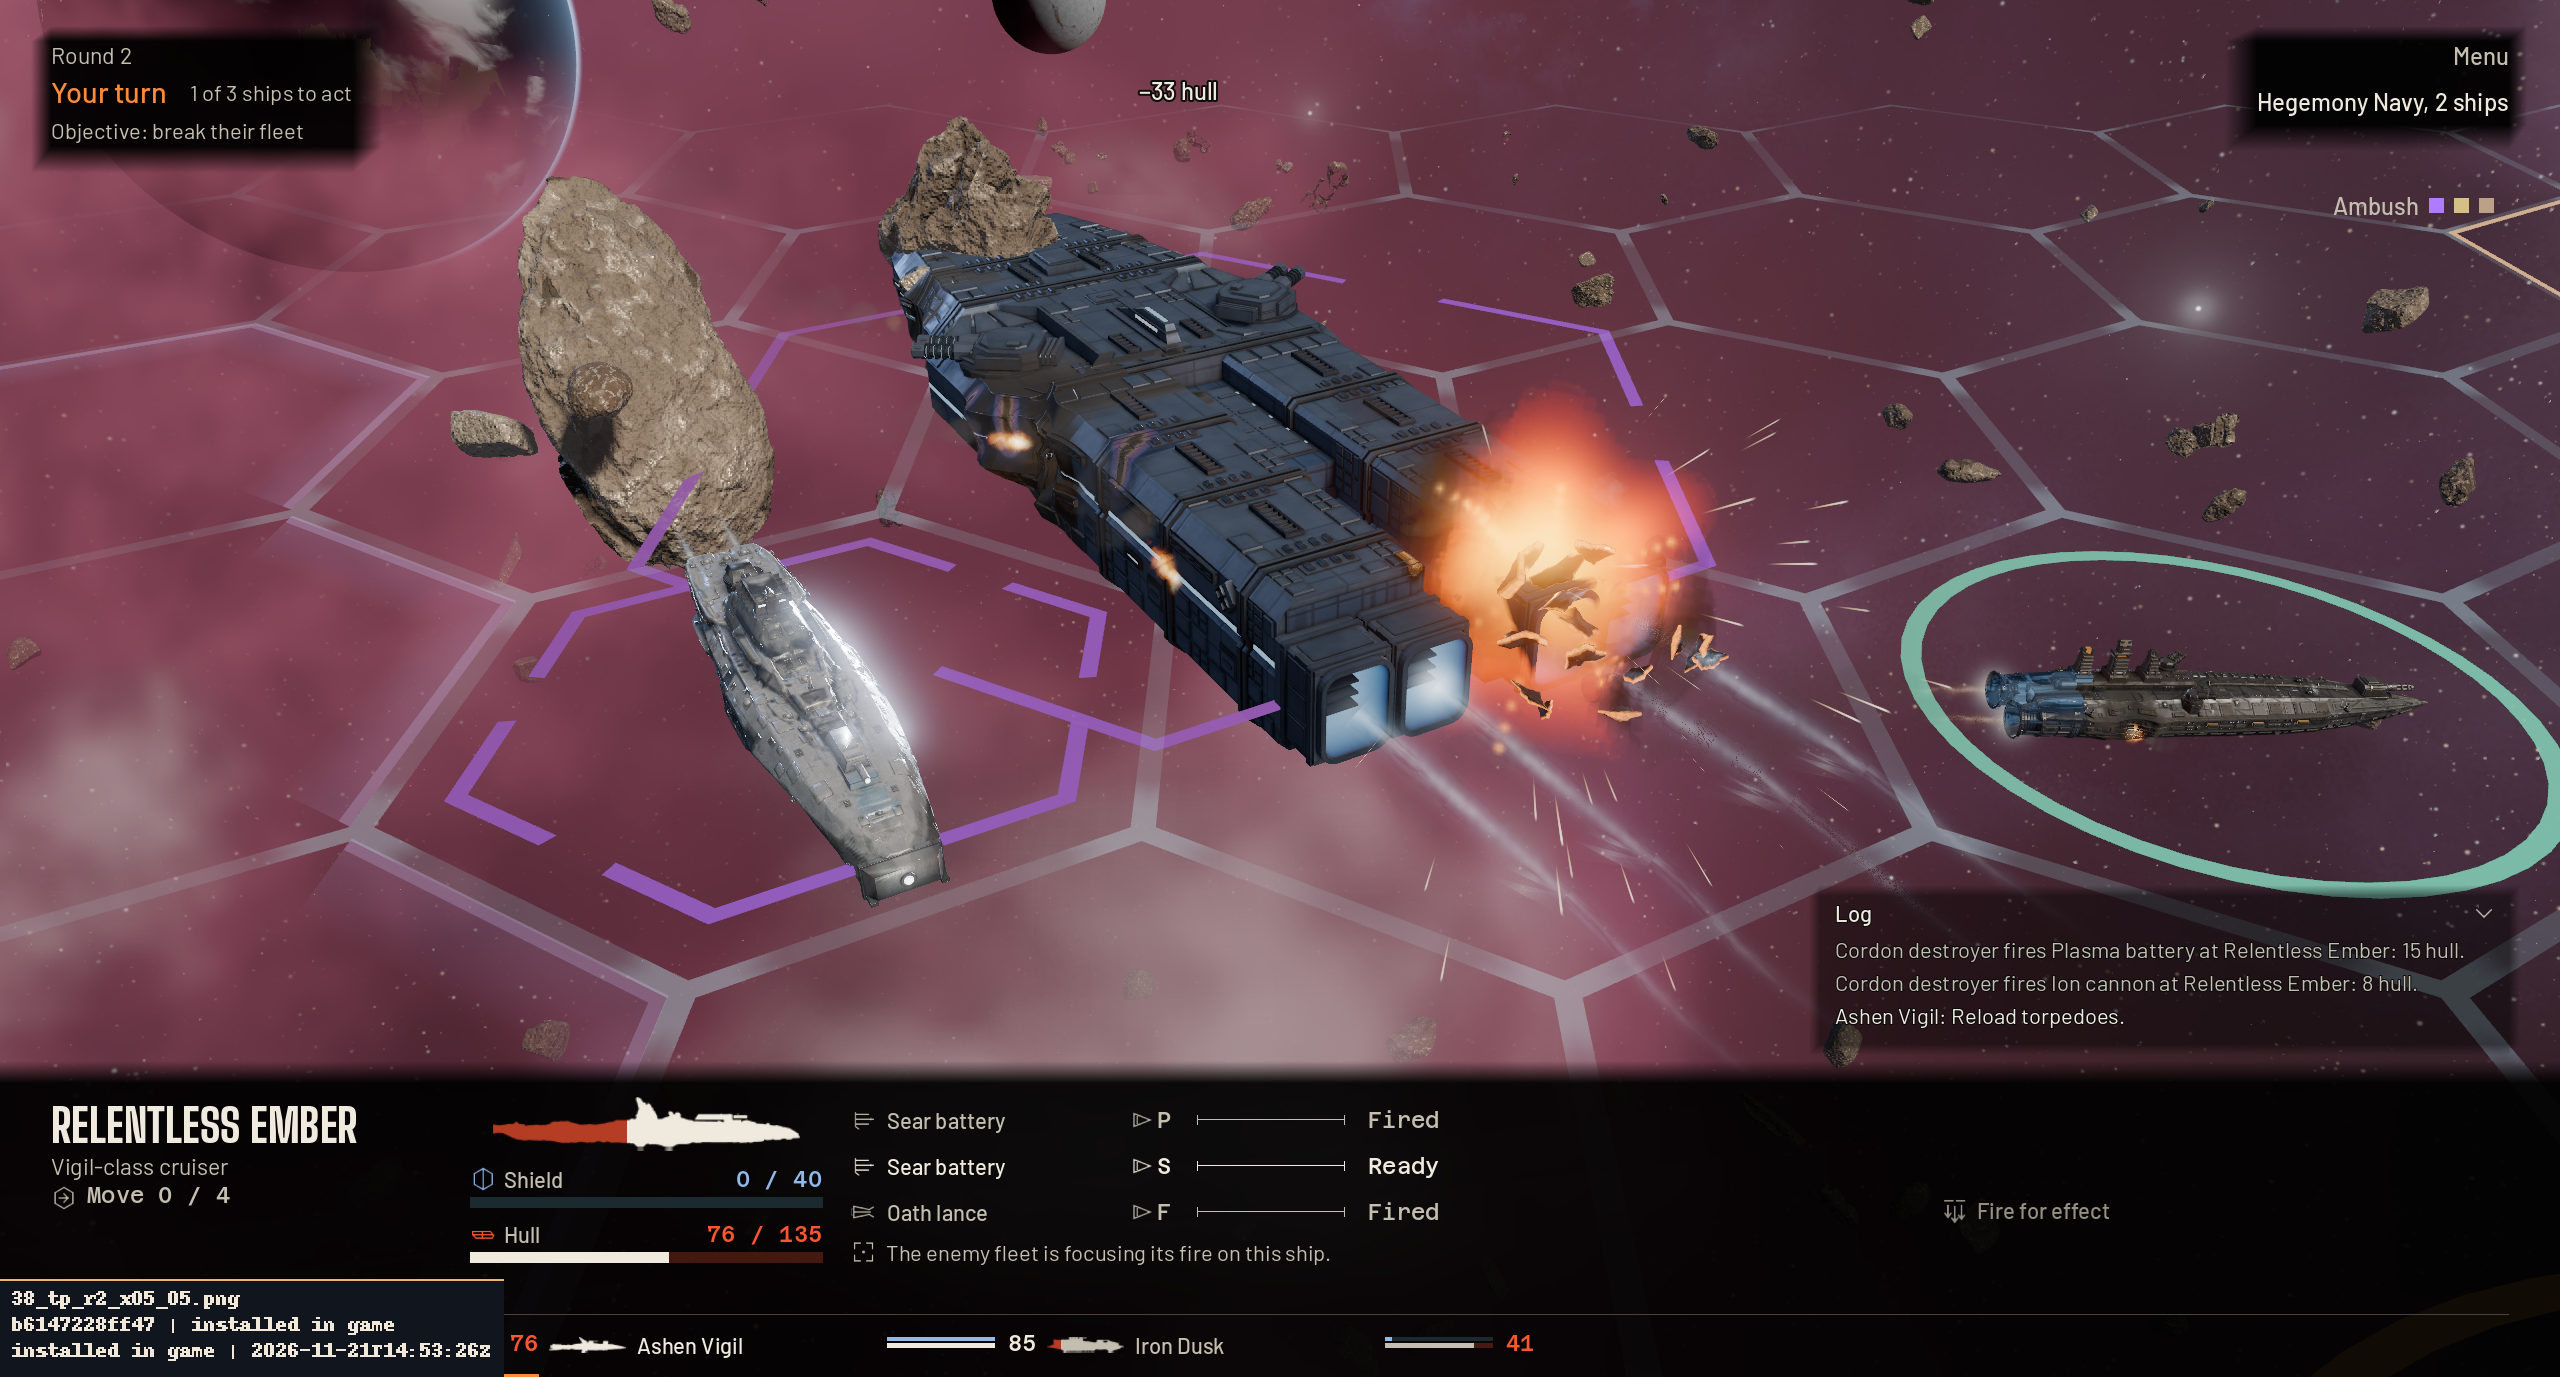 Round 2
Your turn 1 of 3 ships to act
Objective: break their fleet
−33 hull
Menu
Hegemony Navy, 2 ships
Ambush
Log
Cordon destroyer fires Plasma battery at Relentless Ember: 15 hull.
Cordon destroyer fires Ion cannon at Relentless Ember: 8 hull.
Ashen Vigil: Reload torpedoes.
RELENTLESS EMBER
Vigil-class cruiser
Move 0 / 4
Shield 0 / 40
Hull 76 / 135
Sear battery P Fired
Sear battery S Ready
Oath lance F Fired
The enemy fleet is focusing its fire on this ship.
Fire for effect
38_tp_r2_x05_05.png
b6147228ff47 | installed in game
installed in game | 2026-11-21r14:53:26z
76 Ashen Vigil 85 Iron Dusk 41